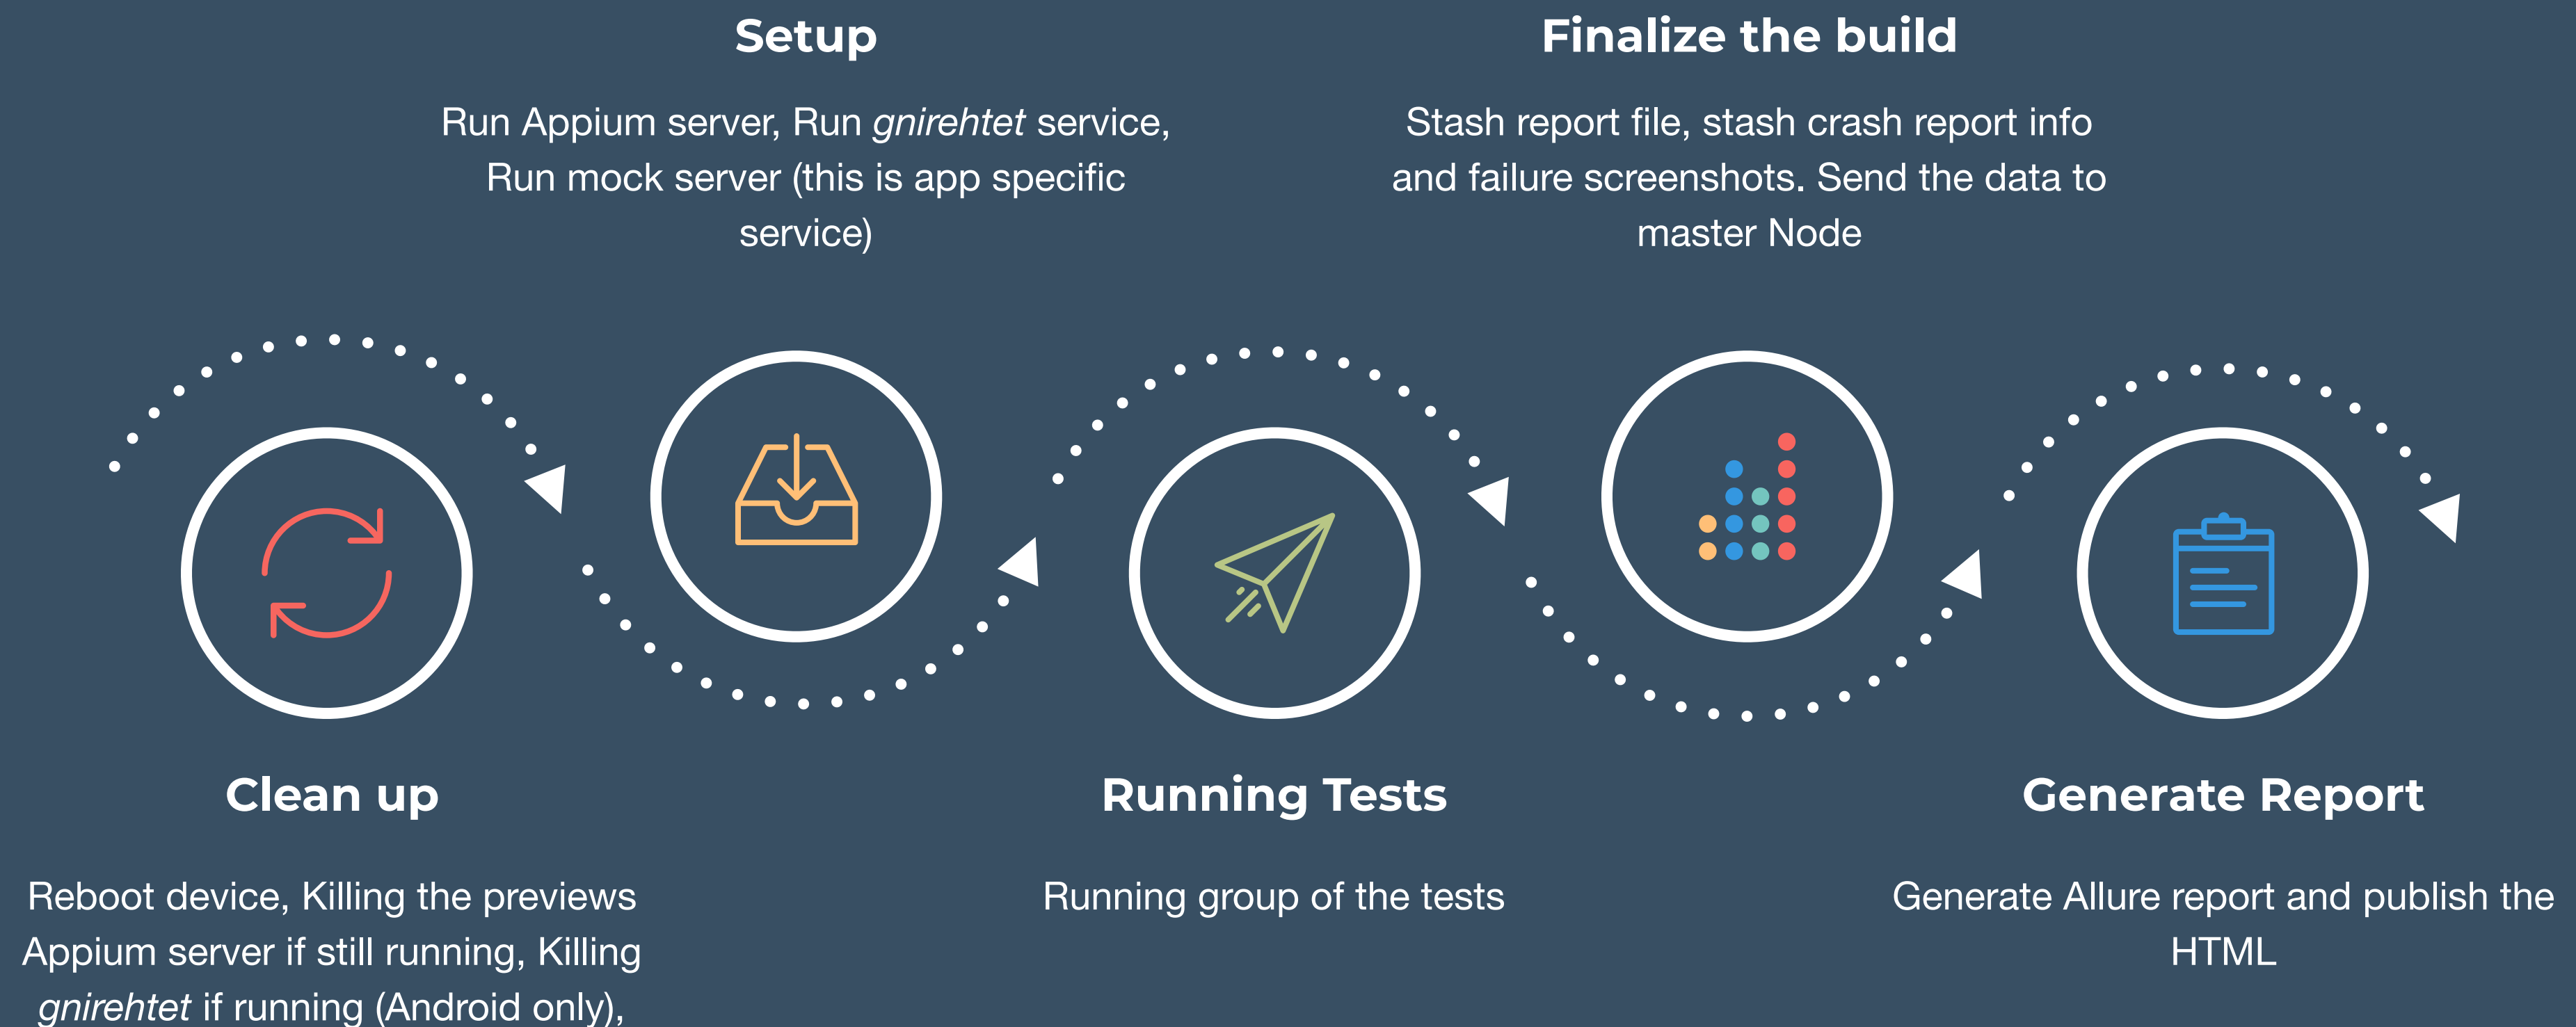 Setup
Run Appium server, Run gnirehtet service,
Run mock server (this is app specific
service)
Finalize the build
Stash report file, stash crash report info
and failure screenshots. Send the data to
master Node
Clean up
Reboot device, Killing the previews
Appium server if still running, Killing
gnirehtet if running (Android only),
Running Tests
Running group of the tests
Generate Report
Generate Allure report and publish the
HTML